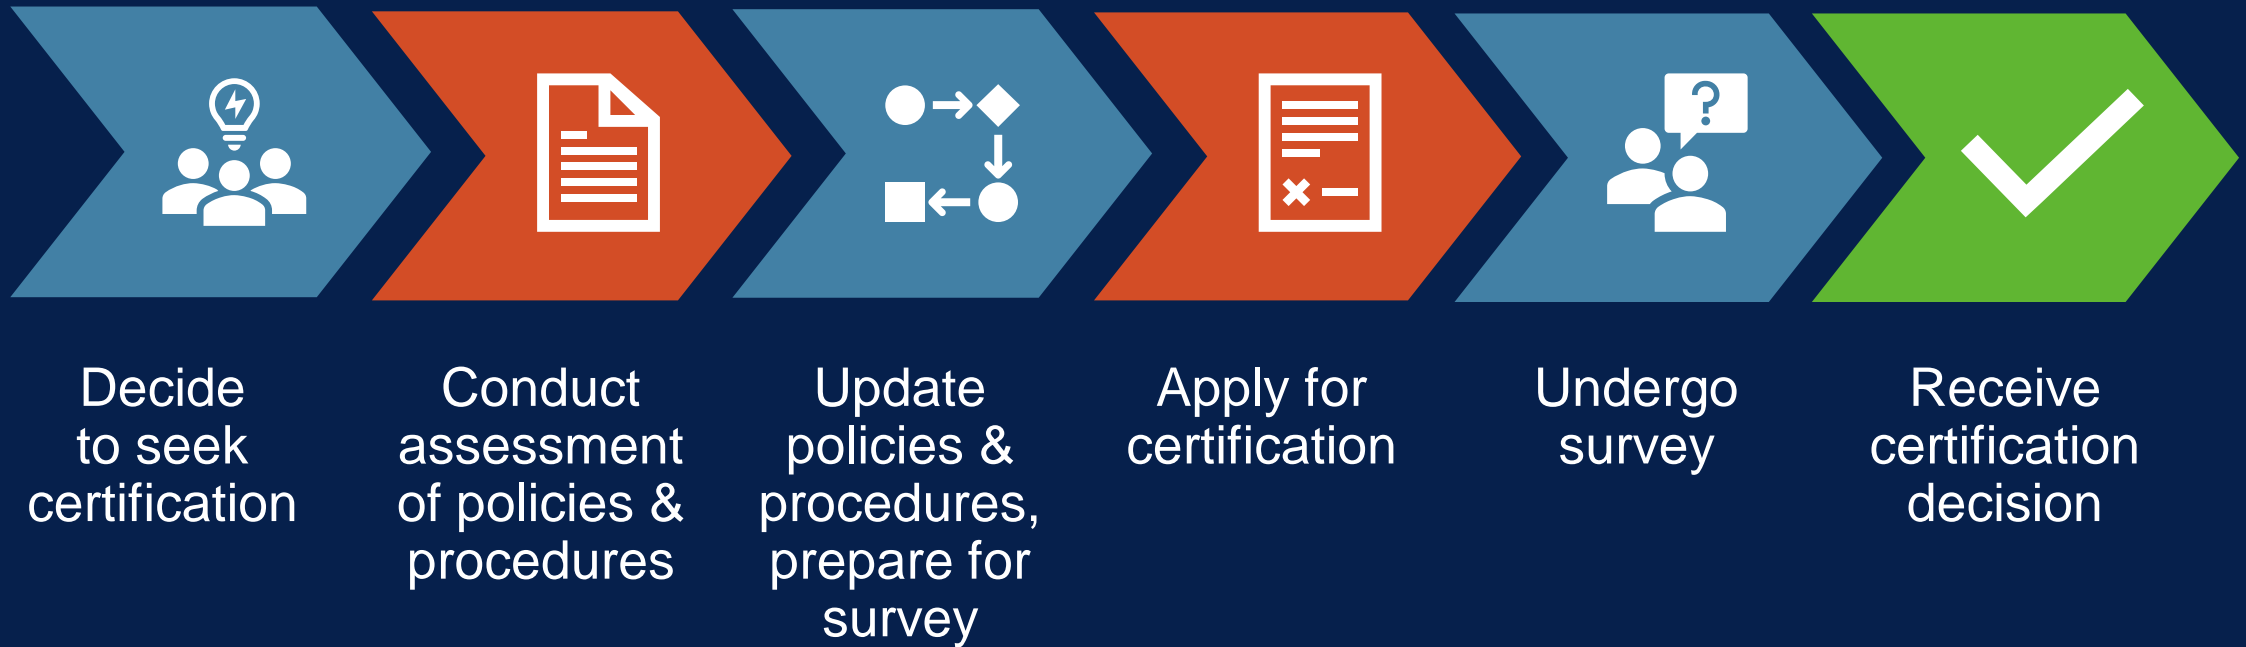 ?
Decide
to seek
certification
Conduct
assessment
of policies &
procedures
Update
policies &
procedures,
prepare for
survey
Apply for
certification
Undergo
survey
Receive
certification
decision